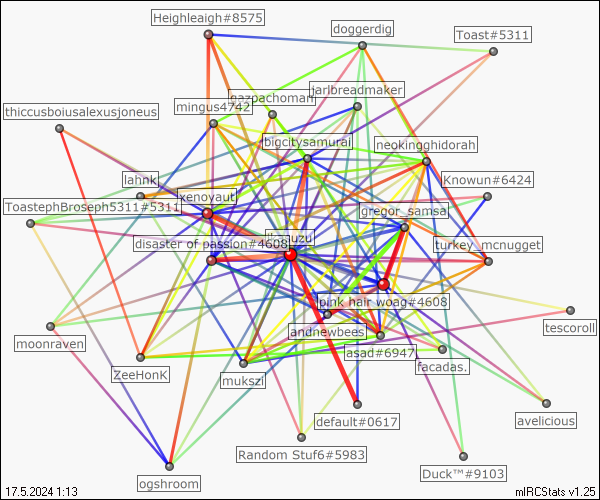 Heighleaigh#8575
doggerdig
Toast#5311
jarlbreadmaker
gazpachoman
mingus4742
thiccusboiusalexusjoneus
bigcitysamurai
neokingghidorah
lahnk
Knowun#6424
xenoyautj
ToastephBroseph5311#5311
gregor_samsa
disaster of passion#4608
turkey_mcnugget
pink hair woag#4608
andnewbees
tescoroll
moonraven
asad#6947
facadas.
ZeeHonK
mukszi
default#0617
avelicious
Random Stuf6#5983
Duck™#9103
ogshroom
17.5.2024 1:13
mIRCStats v1.25